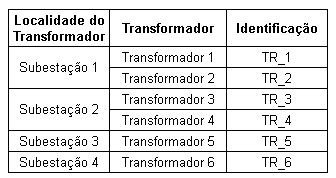 Localidade do Transformador Transformador Identificação
Subestação 1 Transformador 1 TR_1
Transformador 2 TR_2
Subestação 2 Transformador 3 TR_3
Transformador 4 TR_4
Subestação 3 Transformador 5 TR_5
Subestação 4 Transformador 6 TR_6